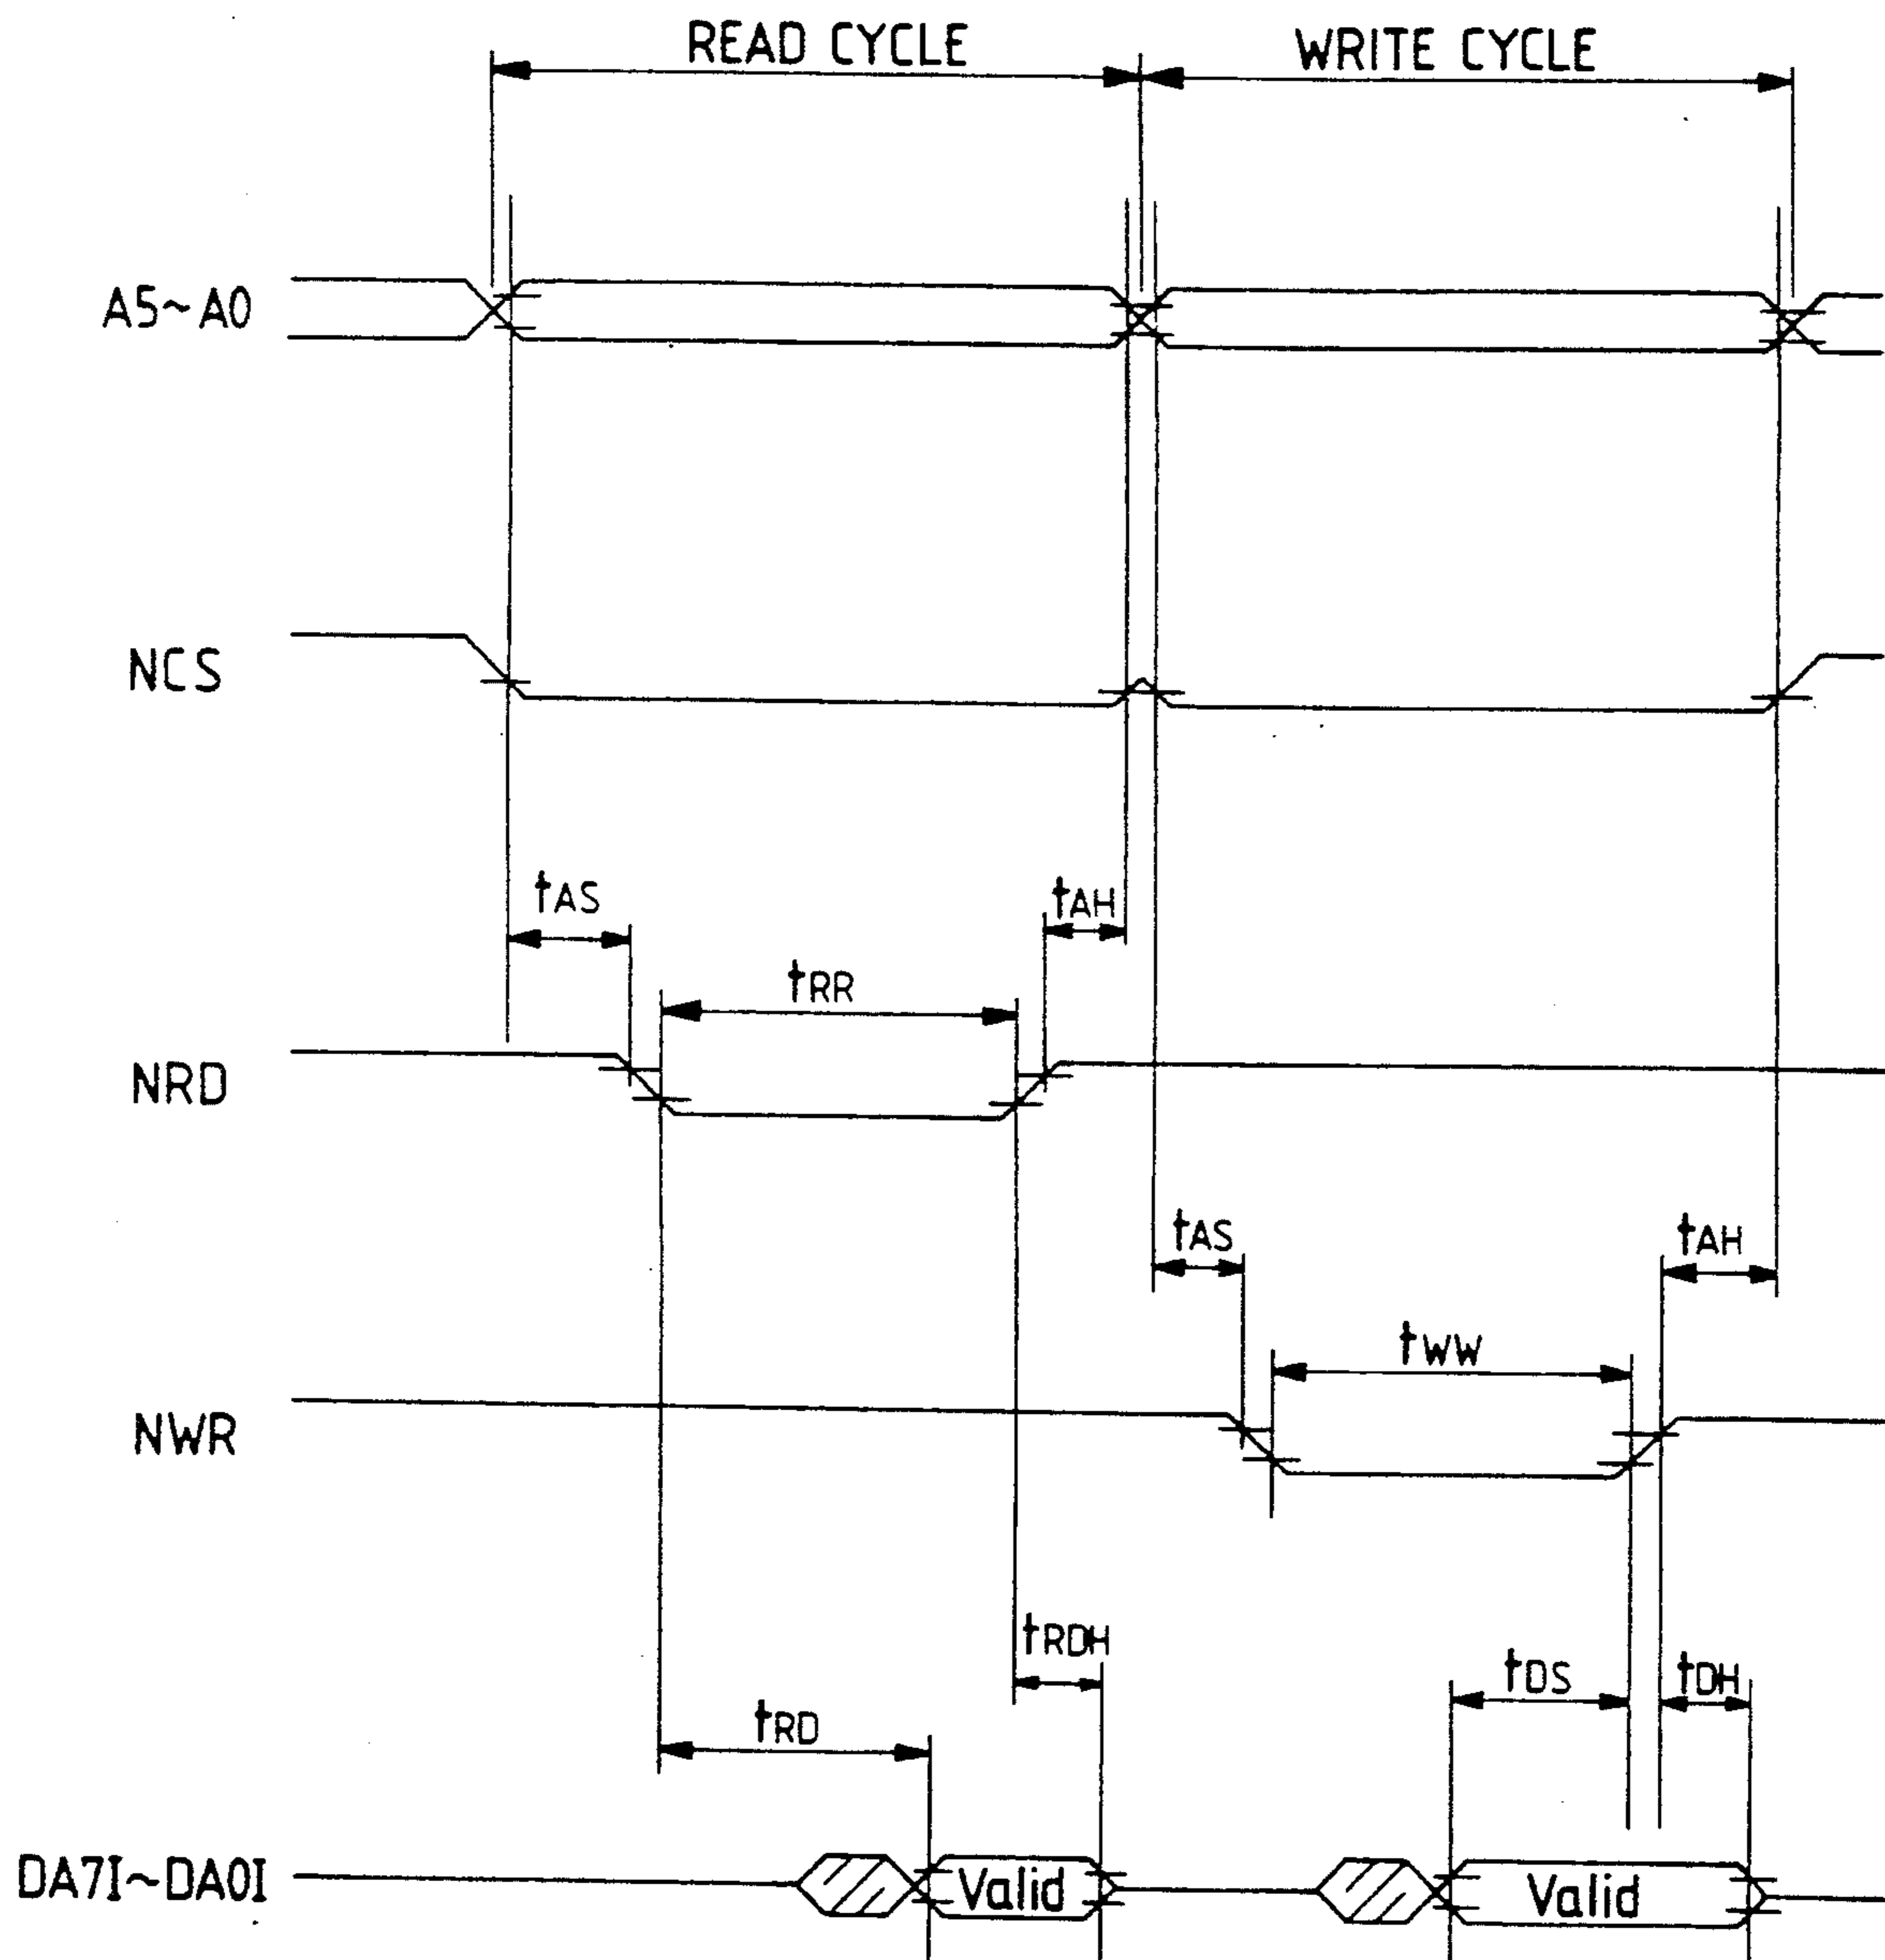 READ CYCLE WRITE CYCLE
A5~A0
NCS
tAS tAH
tRR
NRD
tAS tAH
tWW
NWR
tRDH
tDS tDH
tRD
DA7I~DA0I Valid Valid